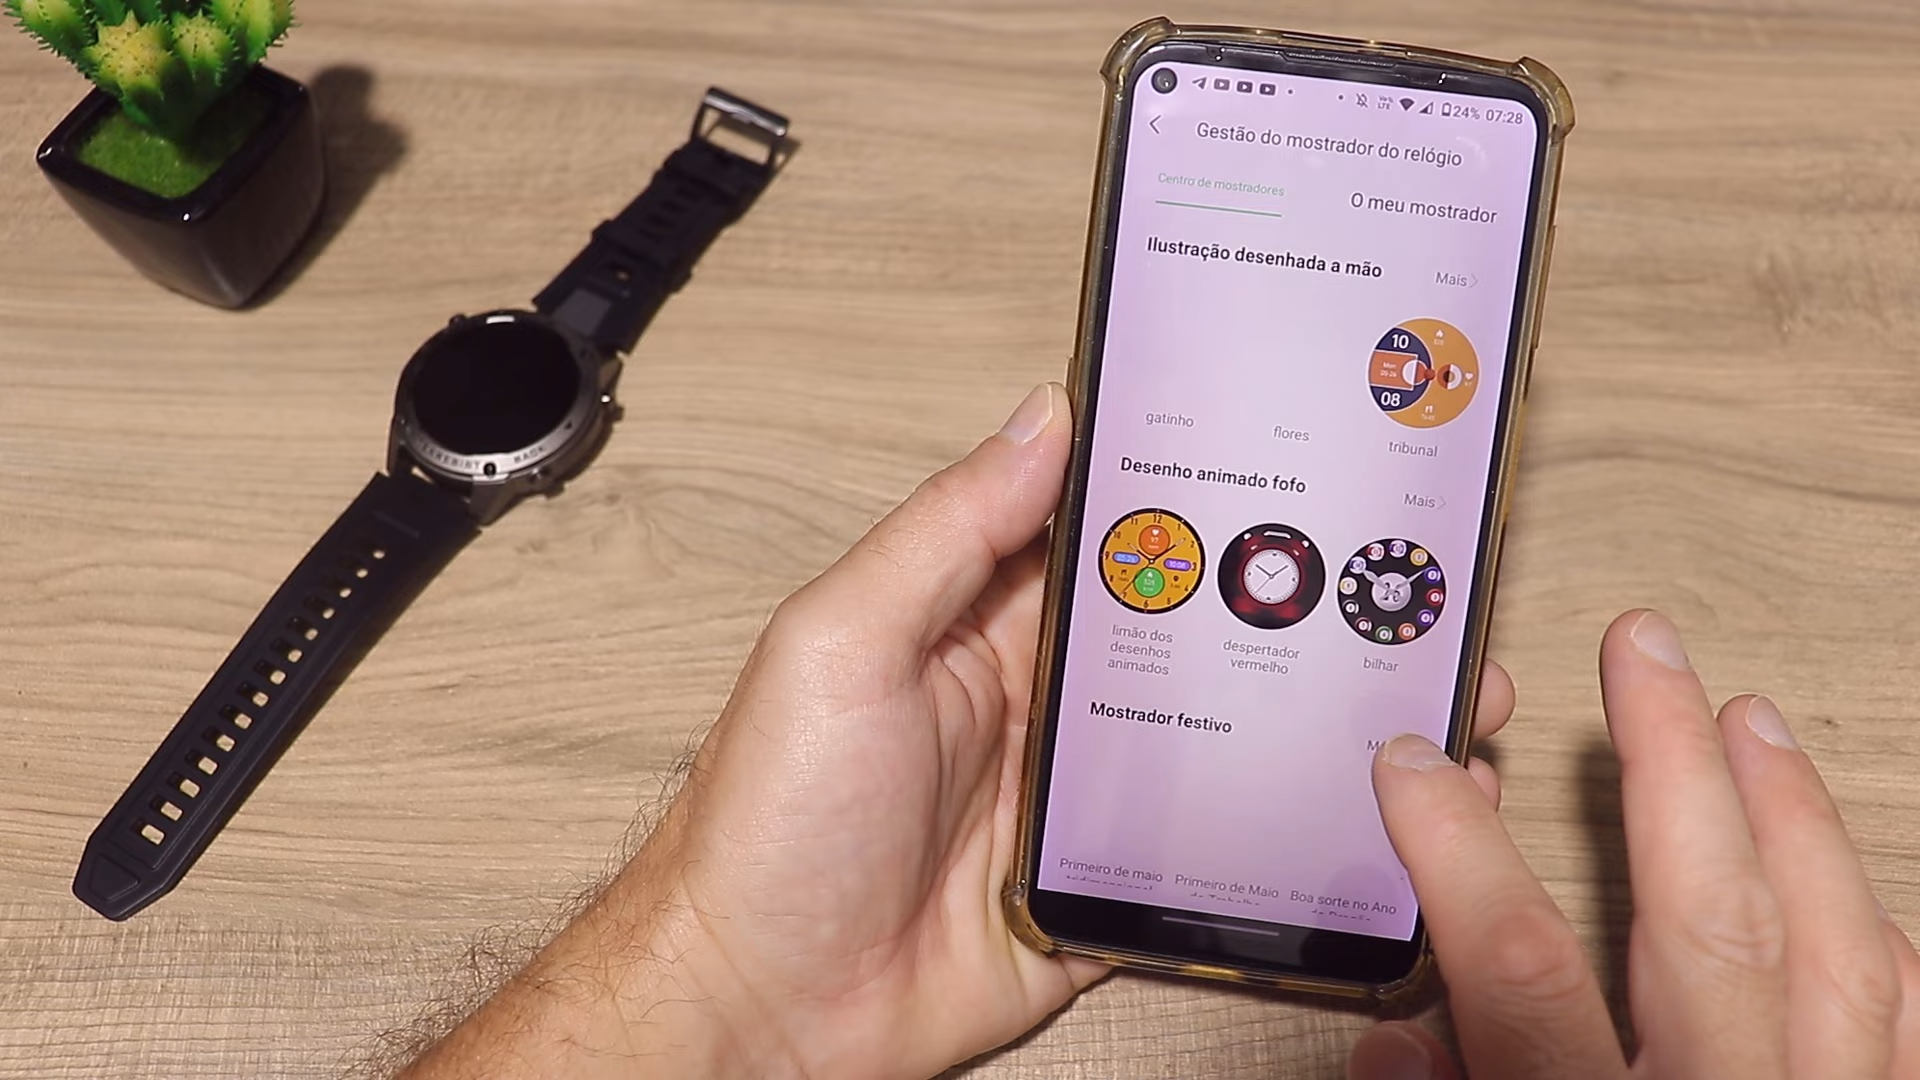 24% 07:28
Gestão do mostrador do relógio
Centro de mostradores
O meu mostrador
Ilustração desenhada a mão
Mais
10
08
gatinho
flores
tribunal
Desenho animado fofo
Mais
limão dos
desenhos
animados
despertador
vermelho
bilhar
Mostrador festivo
Primeiro de maio
Primeiro de Maio
Boa sorte no Ano